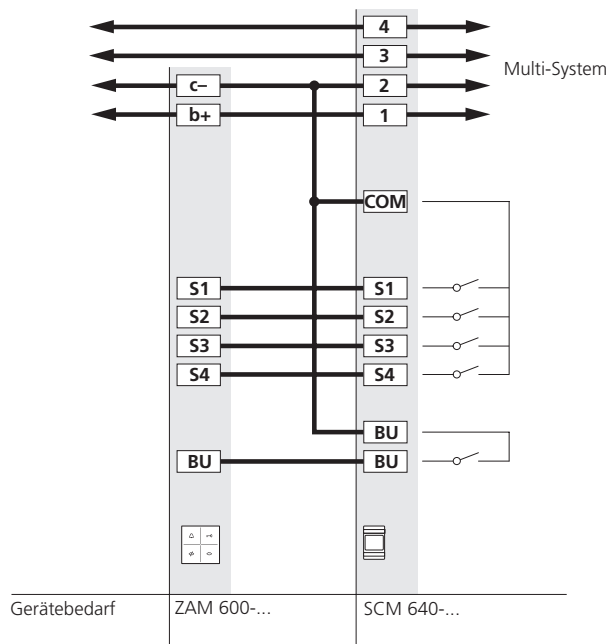 4
3
Multi-System
c– 2
b+ 1
COM
S1 S1
S2 S2
S3 S3
S4 S4
BU
BU BU
Gerätebedarf ZAM 600-... SCM 640-...